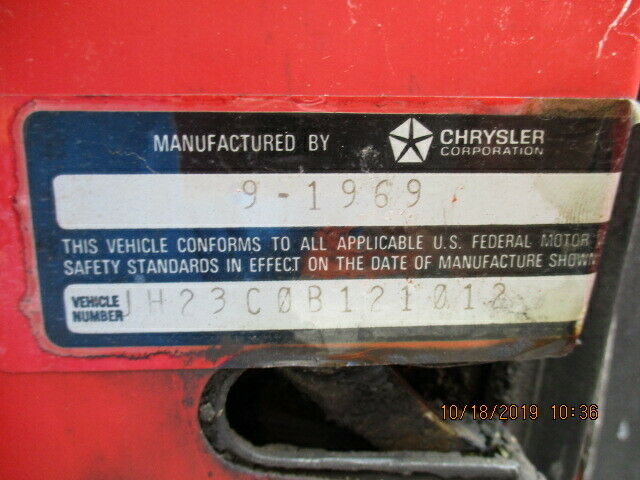 MANUFACTURED BY CHRYSLER CORPORATION
9-1969
THIS VEHICLE CONFORMS TO ALL APPLICABLE U.S. FEDERAL MOTOR
SAFETY STANDARDS IN EFFECT ON THE DATE OF MANUFACTURE SHOWN
VEHICLE NUMBER JH23C0B121012
10/18/2019 10:36